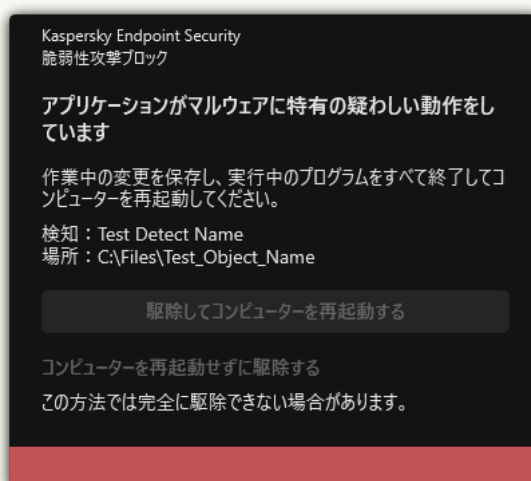 Kaspersky Endpoint Security
脆弱性攻撃ブロック
アプリケーションがマルウェアに特有の疑わしい動作をし
ています
作業中の変更を保存し、実行中のプログラムをすべて終了してコ
ンピューターを再起動してください。
検知：Test Detect Name
場所：C:\Files\Test_Object_Name
駆除してコンピューターを再起動する
コンピューターを再起動せずに駆除する
この方法では完全に駆除できない場合があります。